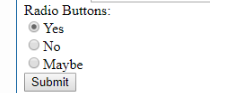 Radio Buttons:
Yes
No
Maybe
Submit